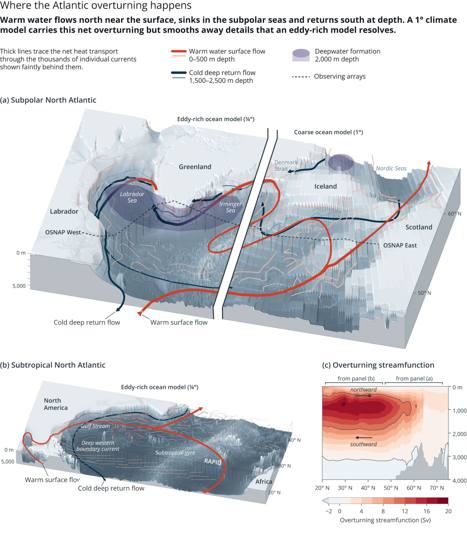 Where the Atlantic overturning happens
Warm water flows north near the surface, sinks in the subpolar seas and returns south at depth. A 1° climate
model carries this net overturning but smooths away details that an eddy-rich model resolves.
Thick lines trace the net heat transport
through the thousands of individual currents
shown faintly behind them.
Warm water surface flow
0–500 m depth
Cold deep return flow
1,500–2,500 m depth
Deepwater formation
2,000 m depth
Observing arrays
(a) Subpolar North Atlantic
Eddy-rich ocean model (⅛°)
Coarse ocean model (1°)
Greenland
Denmark
Strait
Nordic Seas
Iceland
Labrador
Sea
Irminger
Sea
Labrador
Scotland
60°N
OSNAP West
OSNAP East
0 m
5,000
50°N
Cold deep return flow
Warm surface flow
(b) Subtropical North Atlantic
Eddy-rich ocean model (⅛°)
North
America
Gulf Stream
Deep western
boundary current
Subtropical gyre
RAPID
Africa
0 m
5,000
Warm surface flow
Cold deep return flow
(c) Overturning streamfunction
from panel (b)
from panel (a)
northward
southward
0 m
1,000
2,000
3,000
4,000
20° N
30° N
40° N
50° N
60° N
70° N
−2
0
4
8
12
16
20
Overturning streamfunction (Sv)